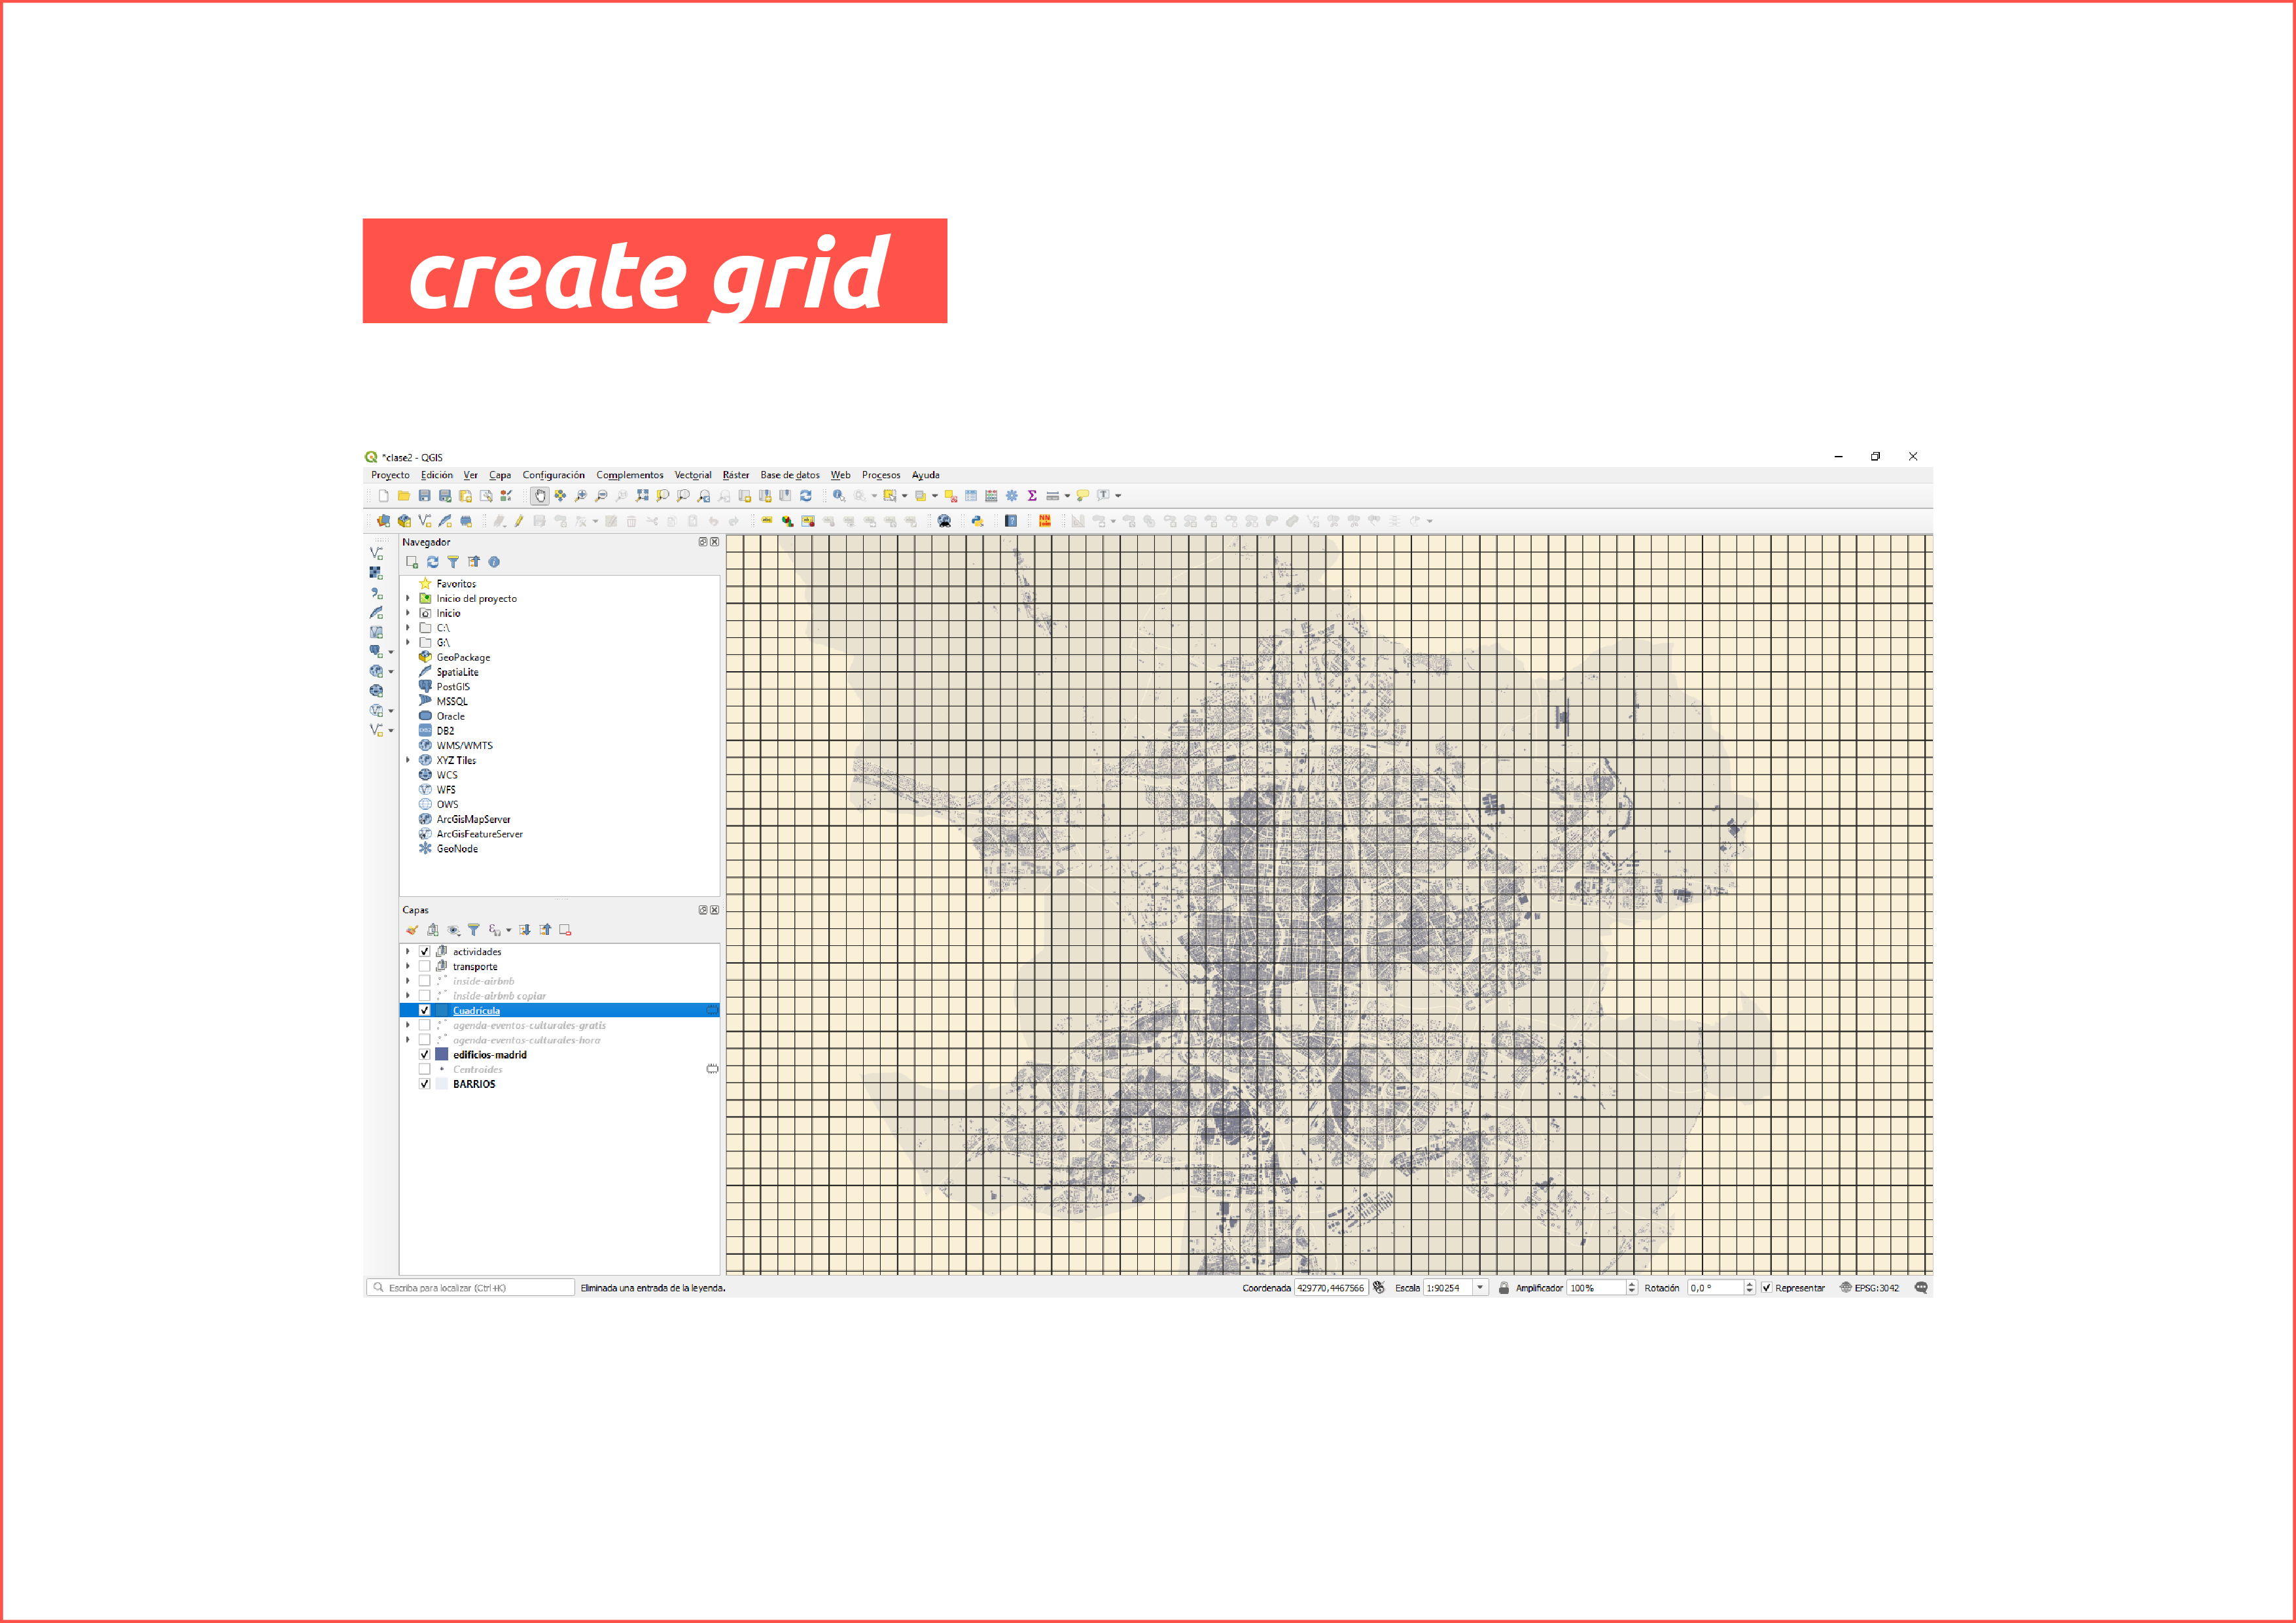 create grid
*clase2 - QGIS
Proyecto Edición Ver Capa Configuración Complementos Vectorial Ráster Base de datos Web Procesos Ayuda
Navegador
Favoritos
Inicio del proyecto
Inicio
C:\
G:\
GeoPackage
SpatiaLite
PostGIS
MSSQL
Oracle
DB2
WMS/WMTS
XYZ Tiles
WCS
WFS
OWS
ArcGisMapServer
ArcGisFeatureServer
GeoNode
Capas
actividades
transporte
inside-airbnb
inside-airbnb copiar
Cuadrícula
agenda-eventos-culturales-gratis
agenda-eventos-culturales-hora
edificios-madrid
Centroides
BARRIOS
Escriba para localizar (Ctrl+K) Eliminada una entrada de la leyenda. Coordenada 429770,4467566 Escala 1:90254 Amplificador 100% Rotación 0,0 ° Representar EPSG:3042